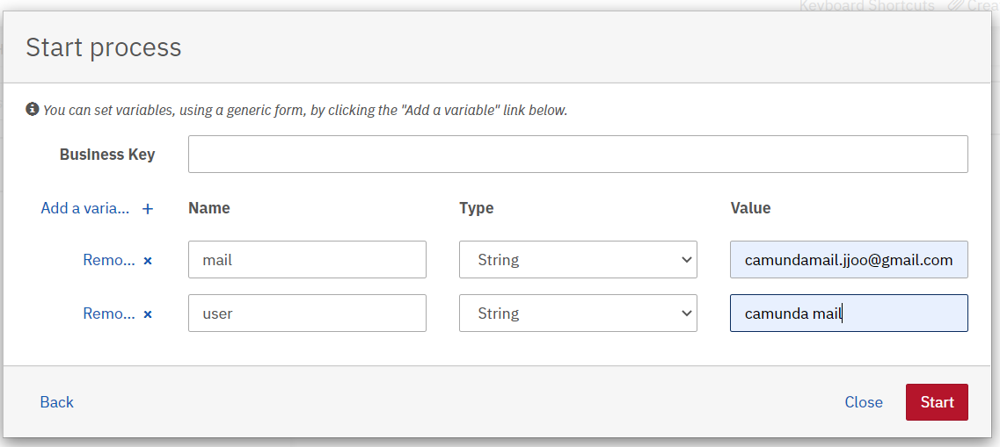 Keyboard Shortcuts Crea
Start process
You can set variables, using a generic form, by clicking the "Add a variable" link below.
Business Key
Add a varia... + Name Type Value
Remo... × mail String camundamail.jjoo@gmail.com
Remo... × user String camunda mail
Back Close Start